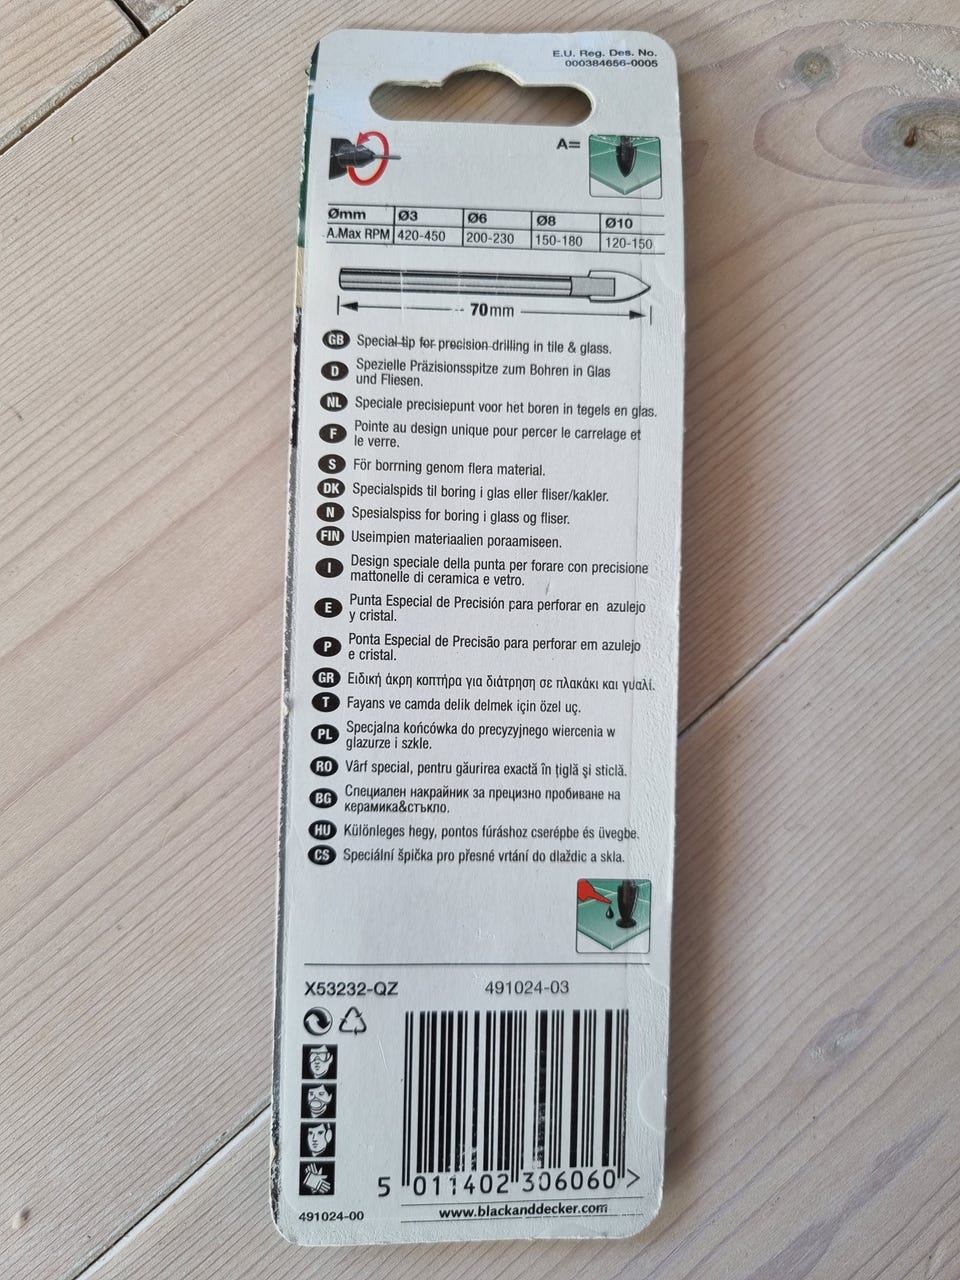 E.U. Reg. Des. No.
000384656-0005
A=
Ømm Ø3 Ø6 Ø8 Ø10
A.Max RPM 420-450 200-230 150-180 120-150
70mm
GB Special tip for precision drilling in tile & glass.
D Spezielle Präzisionsspitze zum Bohren in Glas
und Fliesen.
NL Speciale precisiepunt voor het boren in tegels en glas.
F Pointe au design unique pour percer le carrelage et
le verre.
S För borrning genom flera material.
DK Specialspids til boring i glas eller fliser/kakler.
N Spesialspiss for boring i glass og fliser.
FIN Useimpien materiaalien poraamiseen.
I Design speciale della punta per forare con precisione
mattonelle di ceramica e vetro.
E Punta Especial de Precisión para perforar en azulejo
y cristal.
P Ponta Especial de Precisão para perforar em azulejo
e cristal.
GR Ειδική άκρη κοπτήρα για διάτρηση σε πλακάκι και γυαλί.
T Fayans ve camda delik delmek için özel uç.
PL Specjalna końcówka do precyzyjnego wiercenia w
glazurze i szkle.
RO Vârf special, pentru găurirea exactă în țiglă și sticlă.
BG Специален накрайник за прецизно пробиване на
керамика&стъкло.
HU Különleges hegy, pontos fúráshoz cserépbe és üvegbe.
CS Speciální špička pro přesné vrtání do dlaždic a skla.
X53232-QZ 491024-03
5 011402 306060 >
491024-00 www.blackanddecker.com